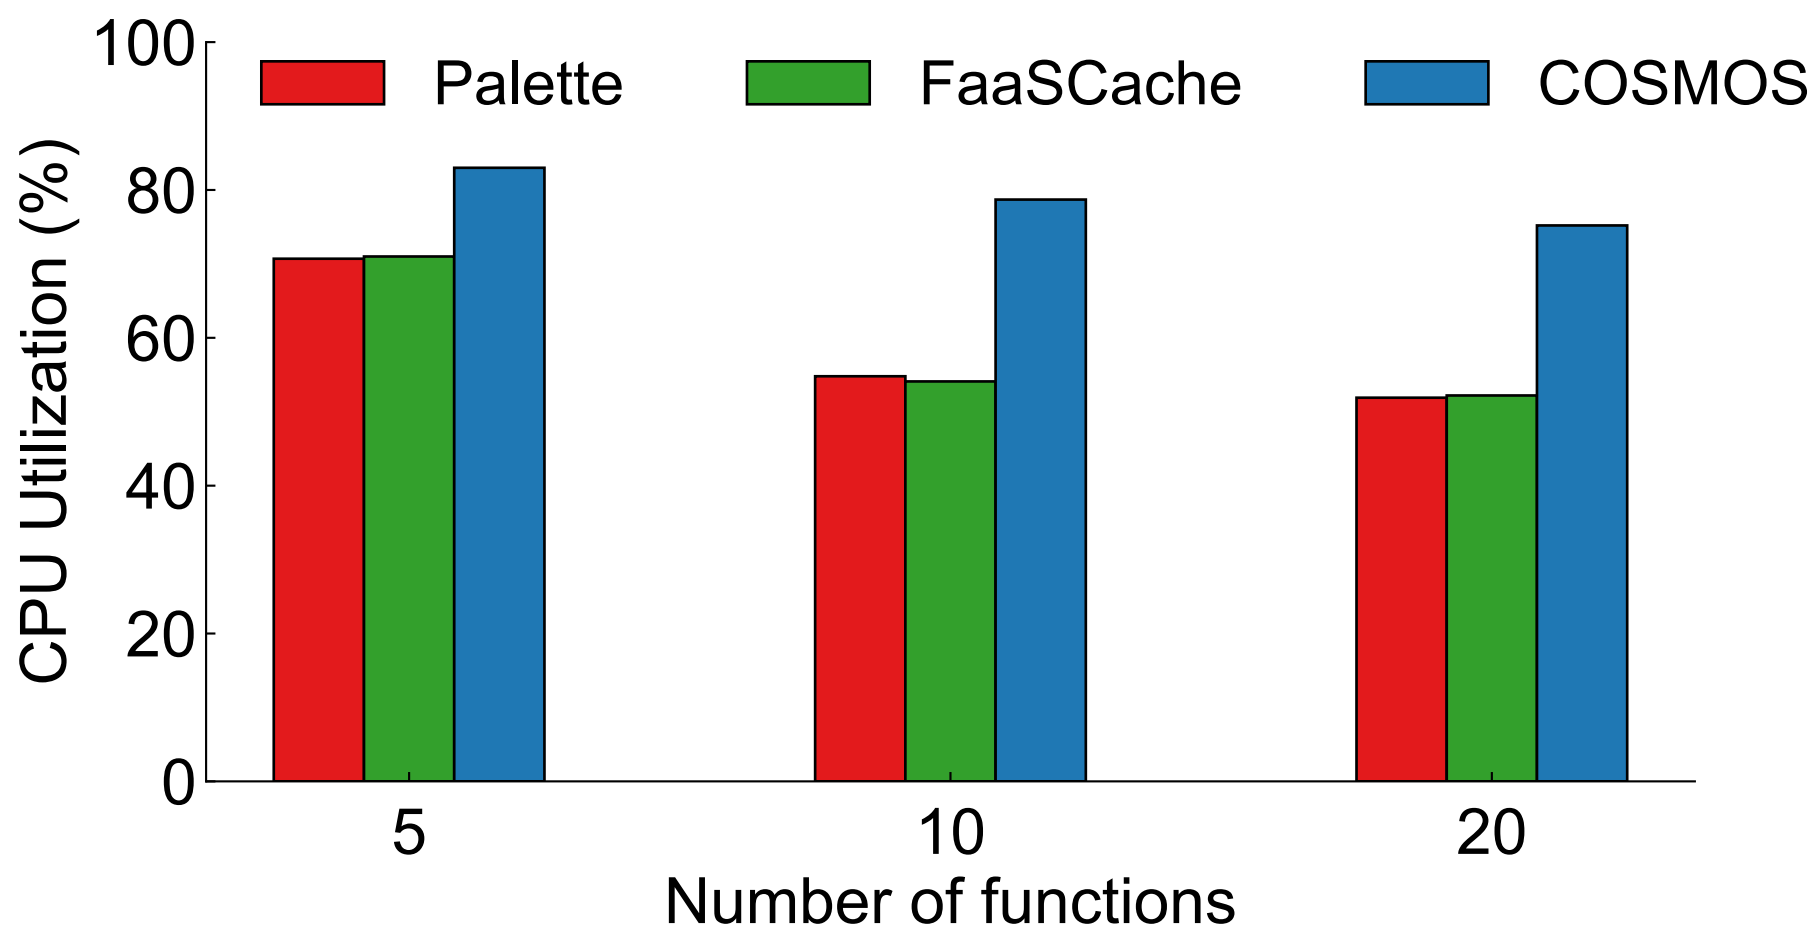 100
Palette
FaaSCache
COSMOS
80
60
40
20
0
CPU Utilization (%)
5
10
20
Number of functions